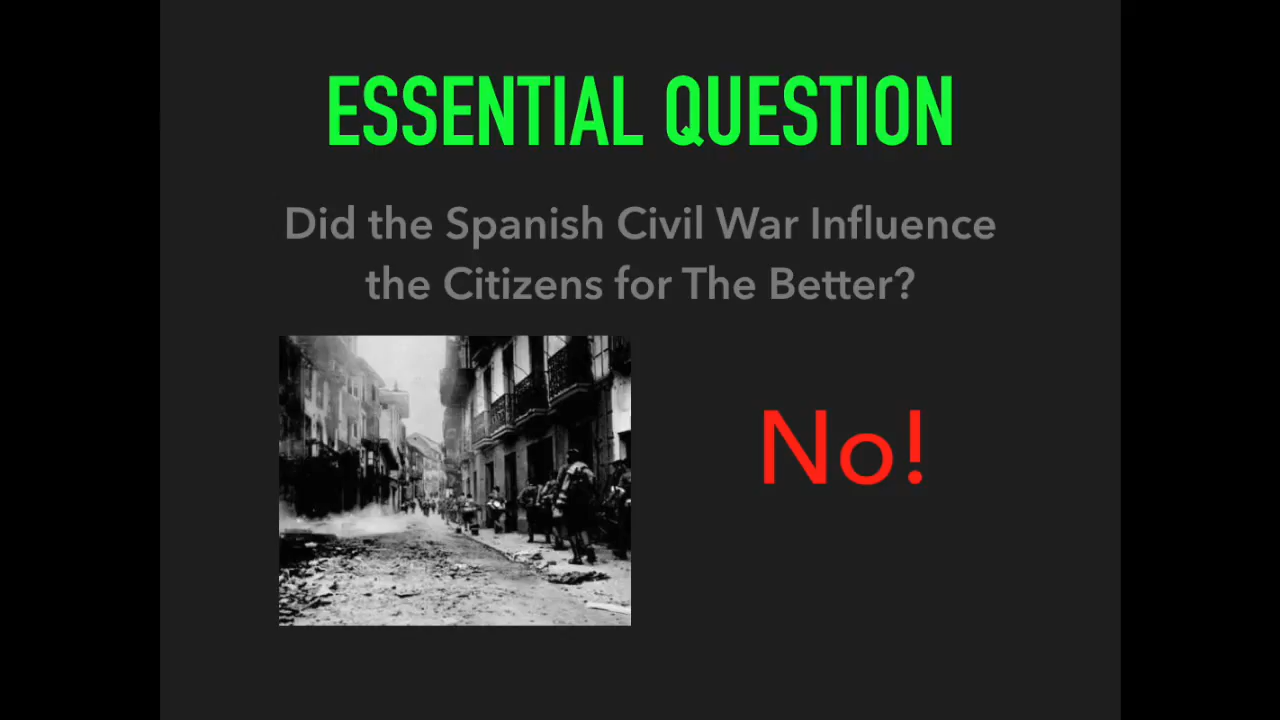 ESSENTIAL QUESTION
Did the Spanish Civil War Influence
the Citizens for The Better?
No!